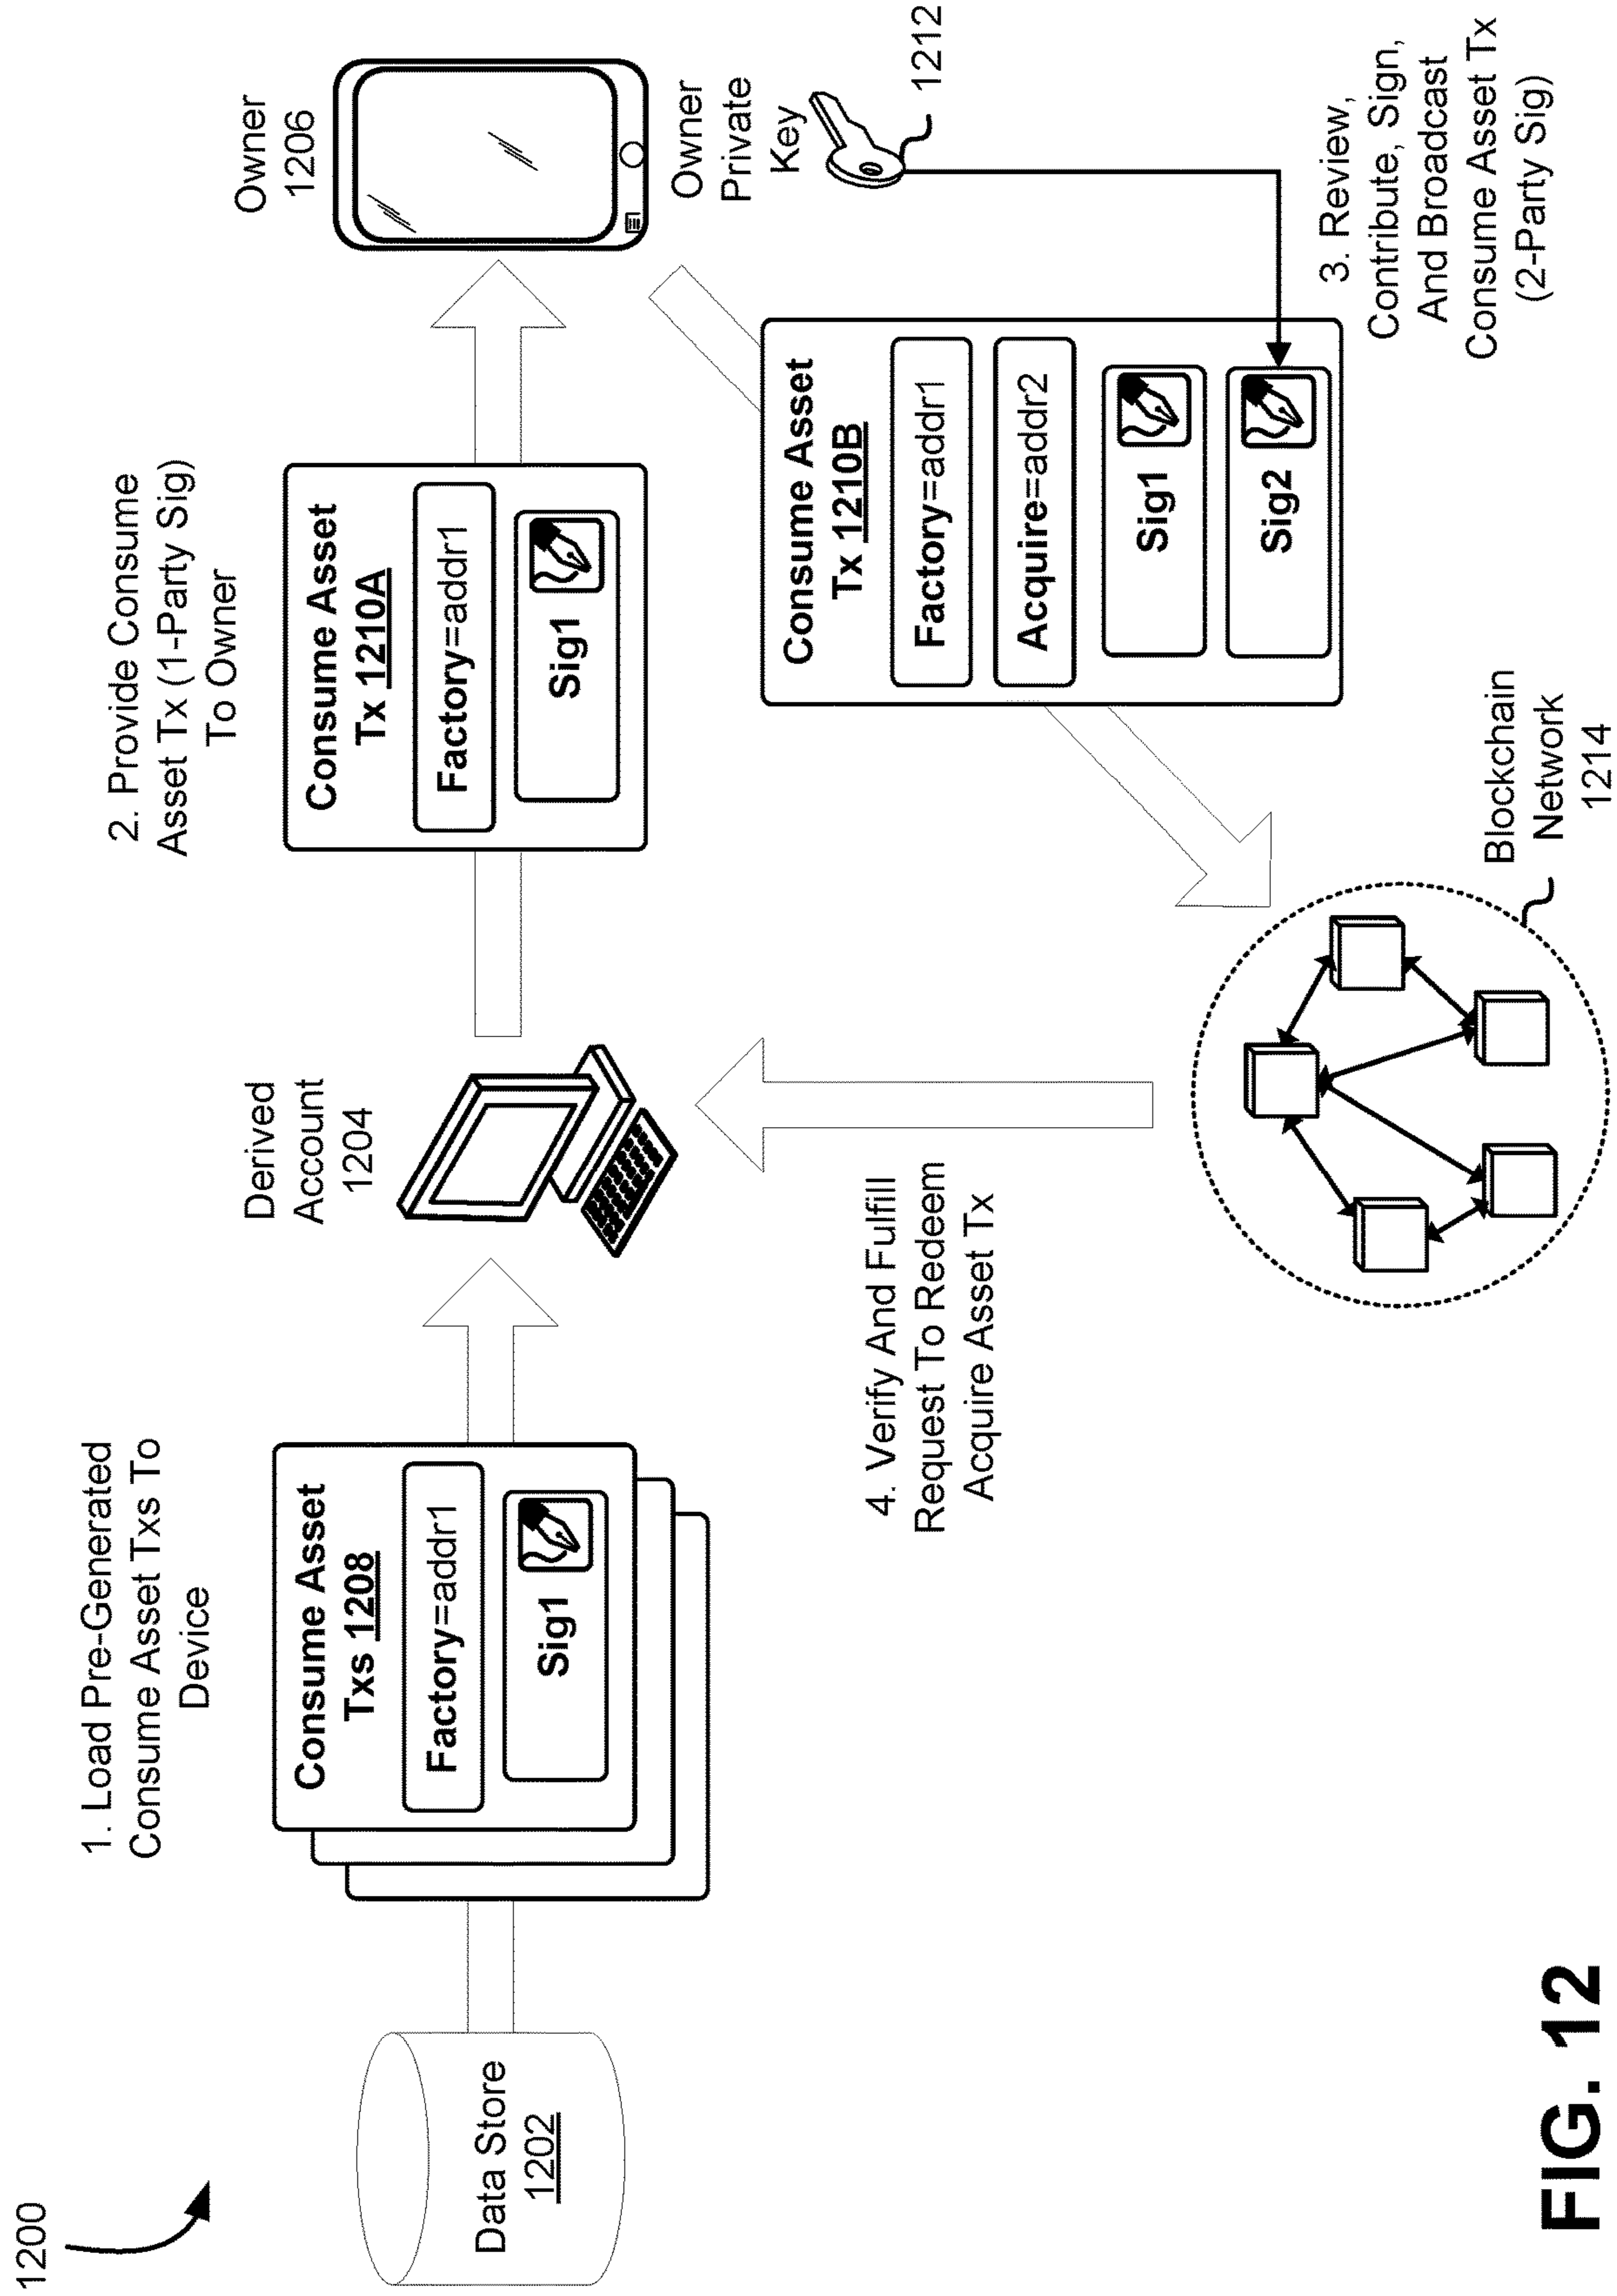 1200
1. Load Pre-Generated
Consume Asset Txs To
Device
2. Provide Consume
Asset Tx (1-Party Sig)
To Owner
Owner
1206
Derived
Account
1204
Data Store
1202
Consume Asset
Txs 1208
Factory=addr1
Sig1
Consume Asset
Tx 1210A
Factory=addr1
Sig1
Owner
Private
Key
1212
Consume Asset
Tx 1210B
Factory=addr1
Acquire=addr2
Sig1
Sig2
3. Review,
Contribute, Sign,
And Broadcast
Consume Asset Tx
(2-Party Sig)
4. Verify And Fulfill
Request To Redeem
Acquire Asset Tx
Blockchain
Network
1214
FIG. 12